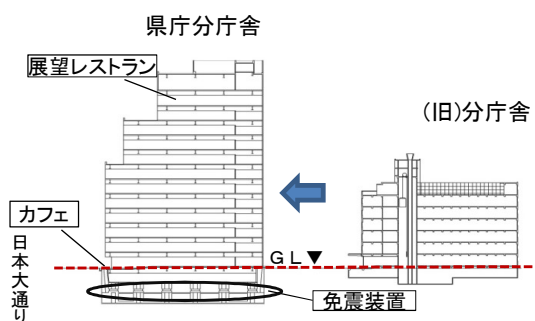 県庁分庁舎
展望レストラン
(旧)分庁舎
カフェ
GL▼
日本大通り
免震装置